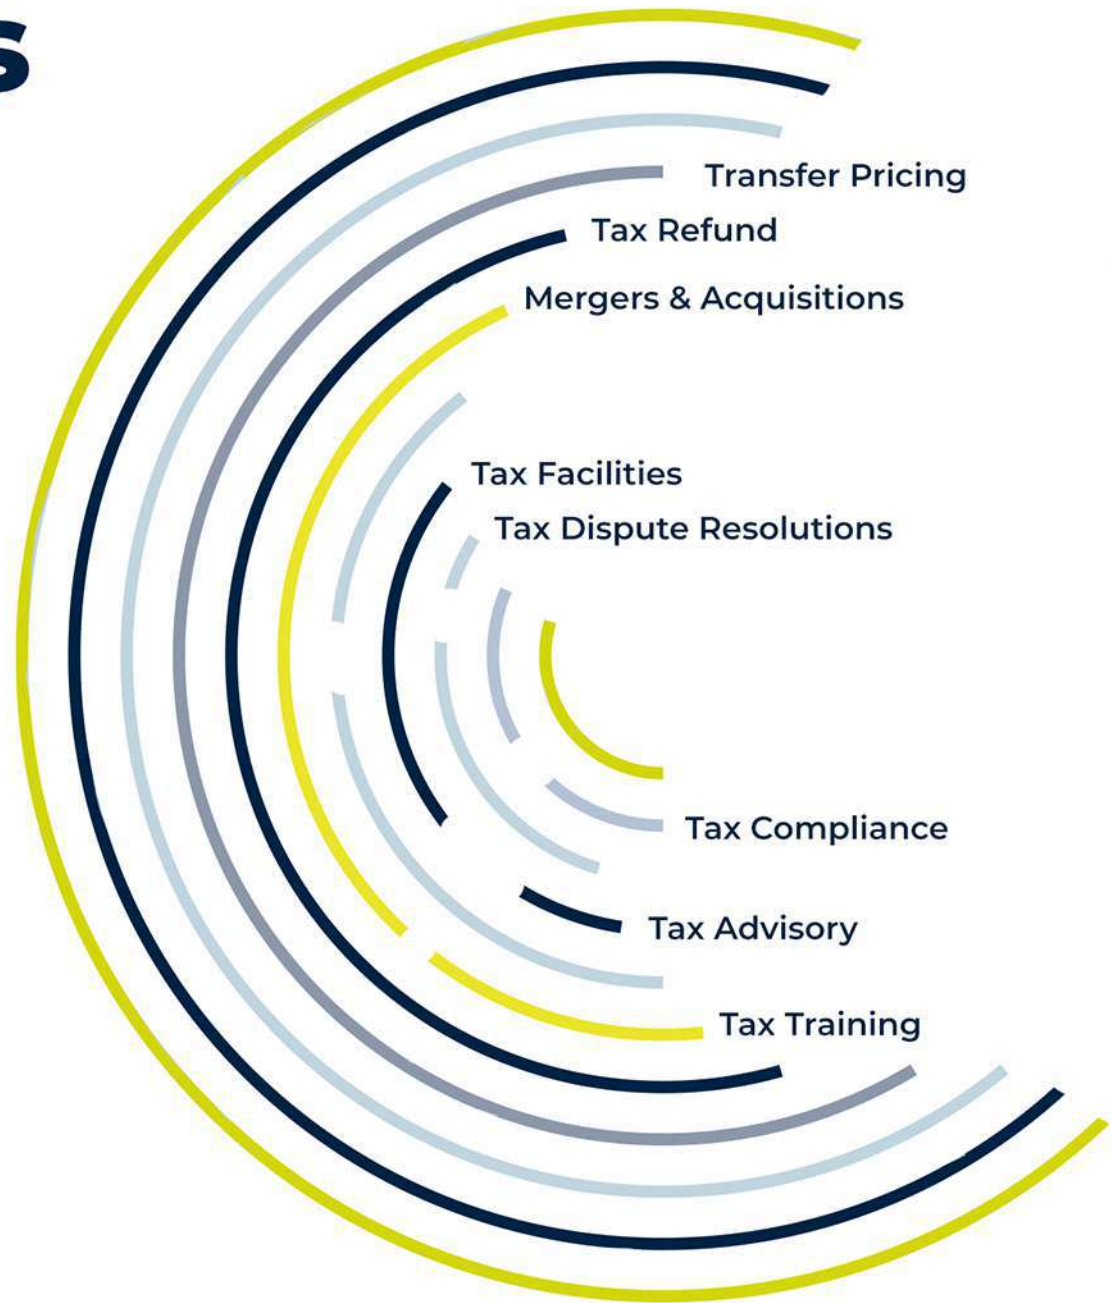 s
Transfer Pricing
Tax Refund
Mergers & Acquisitions
Tax Facilities
Tax Dispute Resolutions
Tax Compliance
Tax Advisory
Tax Training